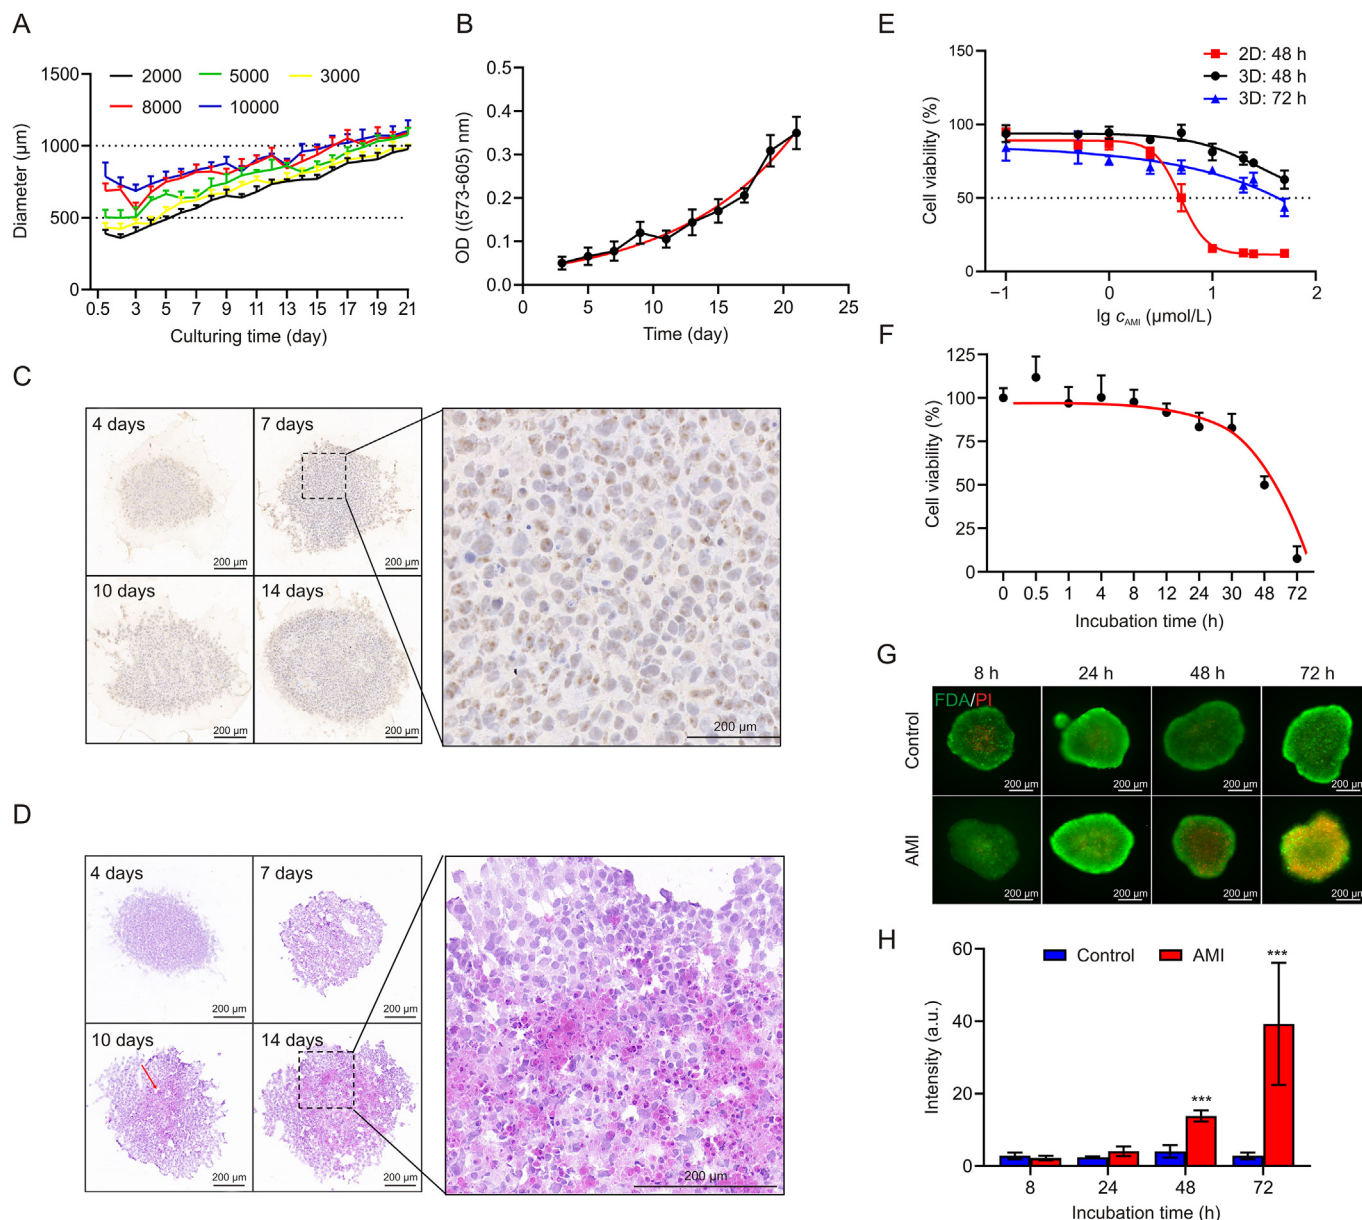 A
1500
1000
500
0
Diameter (µm)
2000
5000
3000
8000
10000
0.5 3 5 7 9 11 13 15 17 19 21
Culturing time (day)
B
0.5
0.4
0.3
0.2
0.1
0.0
OD ((573-605) nm)
0 5 10 15 20 25
Time (day)
E
150
100
50
0
Cell viability (%)
2D: 48 h
3D: 48 h
3D: 72 h
−1 0 1 2
lg cAMI (µmol/L)
F
125
100
75
50
25
0
Cell viability (%)
0 0.5 1 4 8 12 24 30 48 72
Incubation time (h)
C
4 days
200 µm
7 days
200 µm
10 days
200 µm
14 days
200 µm
200 µm
G
8 h 24 h 48 h 72 h
Control
FDA/PI
200 µm
200 µm
200 µm
200 µm
AMI
200 µm
200 µm
200 µm
200 µm
D
4 days
200 µm
7 days
200 µm
10 days
200 µm
14 days
200 µm
200 µm
H
60
40
20
0
Intensity (a.u.)
Control
AMI
***
***
8 24 48 72
Incubation time (h)